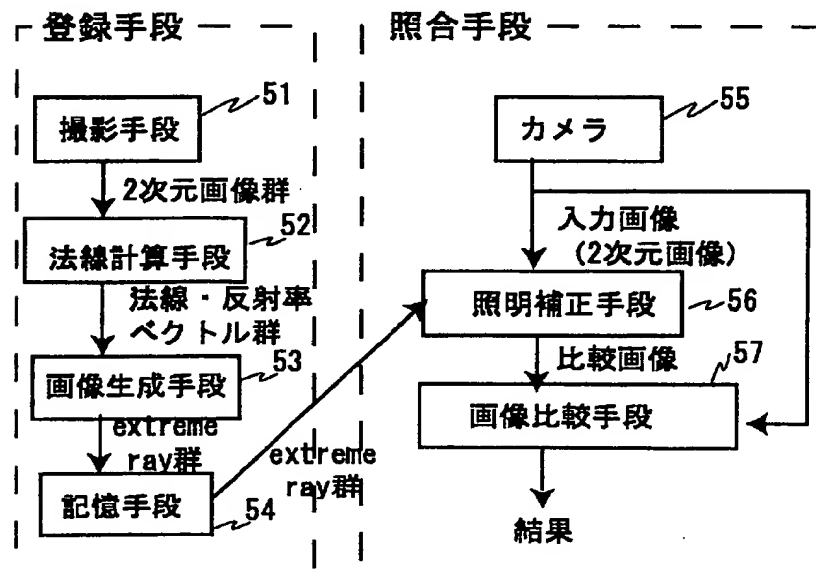 登録手段
撮影手段
51
2次元画像群
法線計算手段
52
法線・反射率
ベクトル群
画像生成手段
53
extreme
ray群
記憶手段
54
extreme
ray群
照合手段
カメラ
55
入力画像
(2次元画像)
照明補正手段
56
比較画像
57
画像比較手段
結果